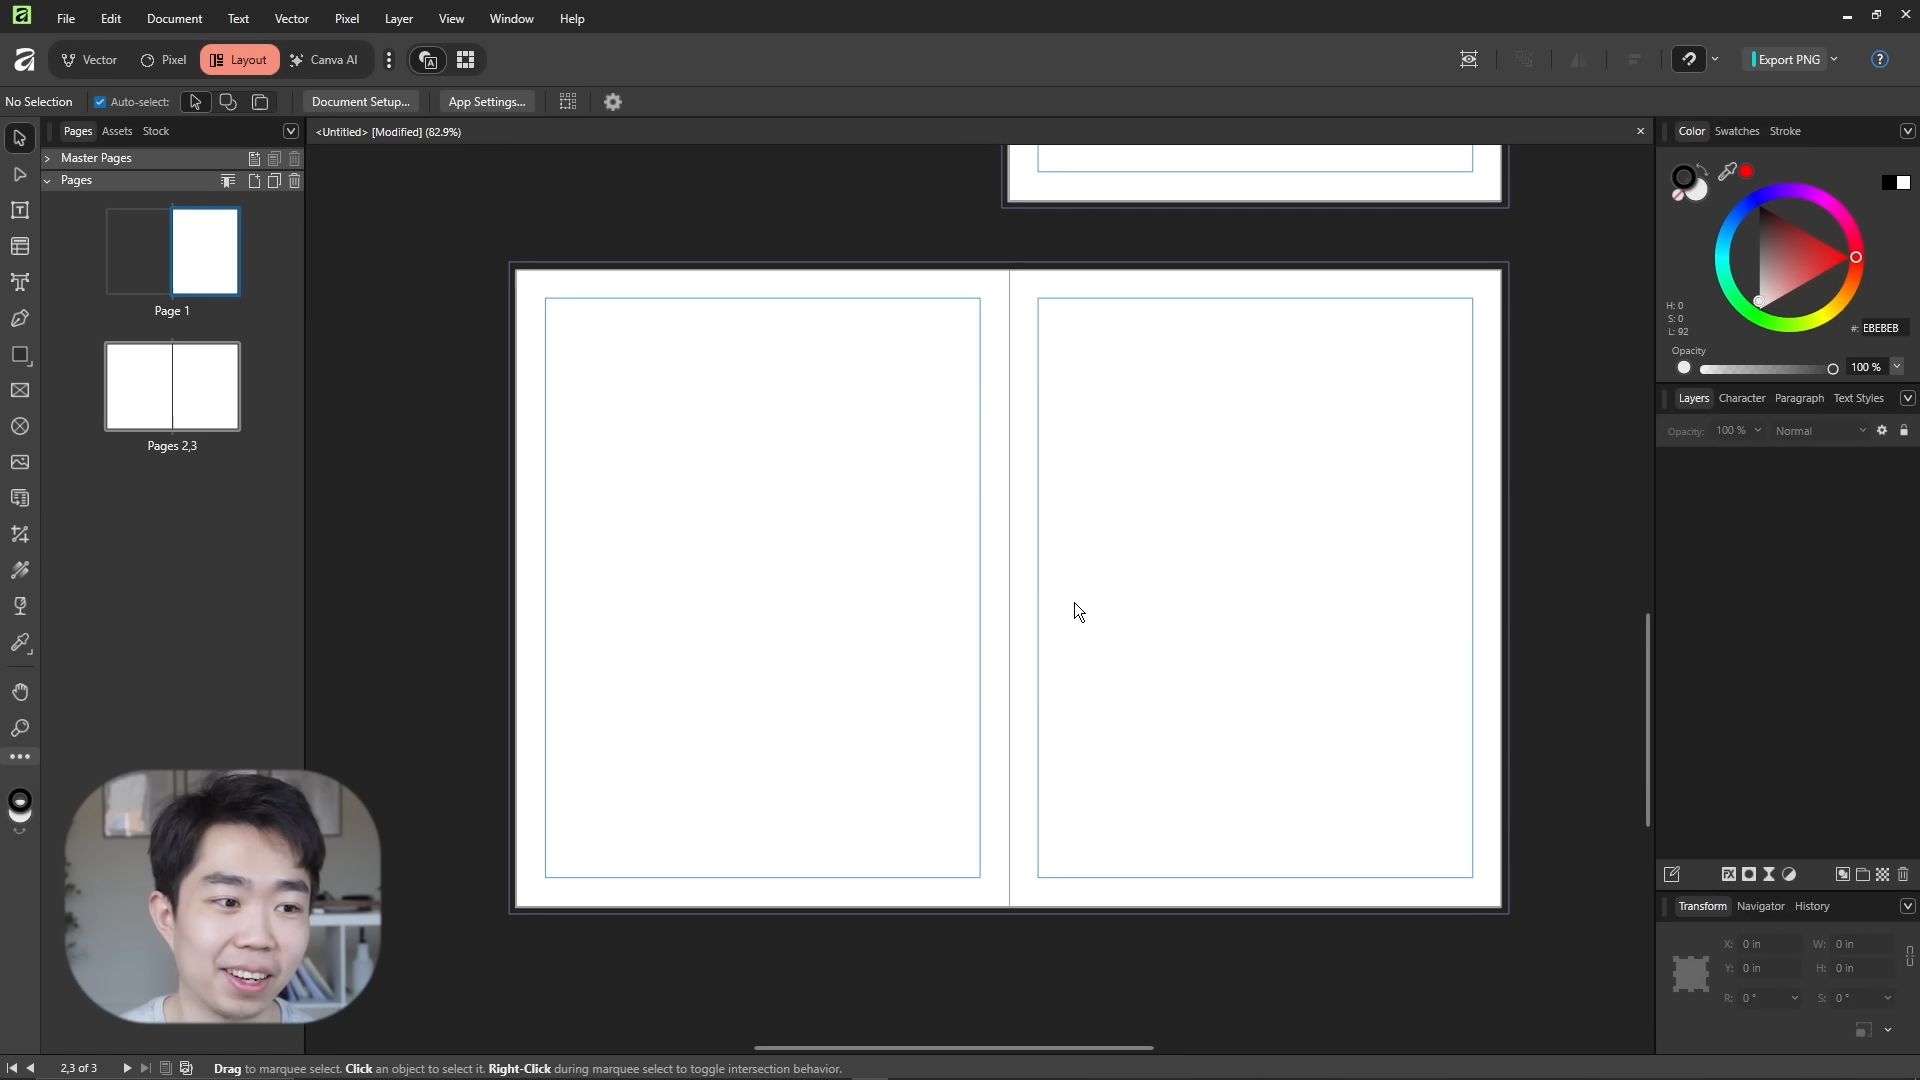 File Edit Document Text Vector Pixel Layer View Window Help
Vector Pixel Layout Canva AI Export PNG
No Selection Auto-select: Document Setup... App Settings...
Pages Assets Stock
<Untitled> [Modified] (82.9%)
Color Swatches Stroke
Master Pages
Pages
Page 1
Pages 2,3
H: 0
S: 0
L: 92
#: EBEBEB
Opacity
100 %
Layers Character Paragraph Text Styles
Opacity: 100 % Normal
FX
Transform Navigator History
X: 0 in W: 0 in
Y: 0 in H: 0 in
R: 0 ° S: 0 °
2,3 of 3 Drag to marquee select. Click an object to select it. Right-Click during marquee select to toggle intersection behavior.